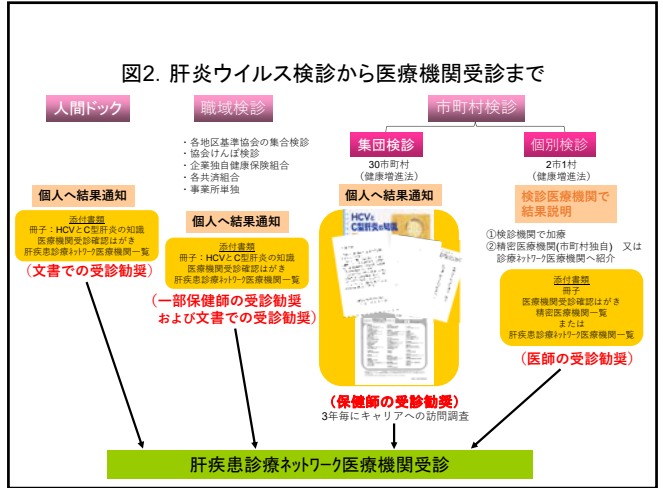 図2. 肝炎ウイルス検診から医療機関受診まで
人間ドック
職域検診
市町村検診
・各地区基準協会の集合検診
・協会けんぽ検診
・企業独自健康保険組合
・各共済組合
・事業所単独
集団検診
個別検診
30市町村
(健康増進法)
2市1村
(健康増進法)
個人へ結果通知
添付書類
冊子:HCVとC型肝炎の知識
医療機関受診確認はがき
肝疾患診療ネットワーク医療機関一覧
(文書での受診勧奨)
個人へ結果通知
添付書類
冊子:HCVとC型肝炎の知識
医療機関受診確認はがき
肝疾患診療ネットワーク医療機関一覧
(一部保健師の受診勧奨
および文書での受診勧奨)
個人へ結果通知
HCVと
C型肝炎の知識
(保健師の受診勧奨)
3年毎にキャリアへの訪問調査
検診医療機関で
結果説明
①検診機関で加療
②精密医療機関(市町村独自) 又は
診療ネットワーク医療機関へ紹介
添付書類
冊子
医療機関受診確認はがき
精密医療機関一覧
または
肝疾患診療ネットワーク医療機関一覧
(医師の受診勧奨)
肝疾患診療ネットワーク医療機関受診